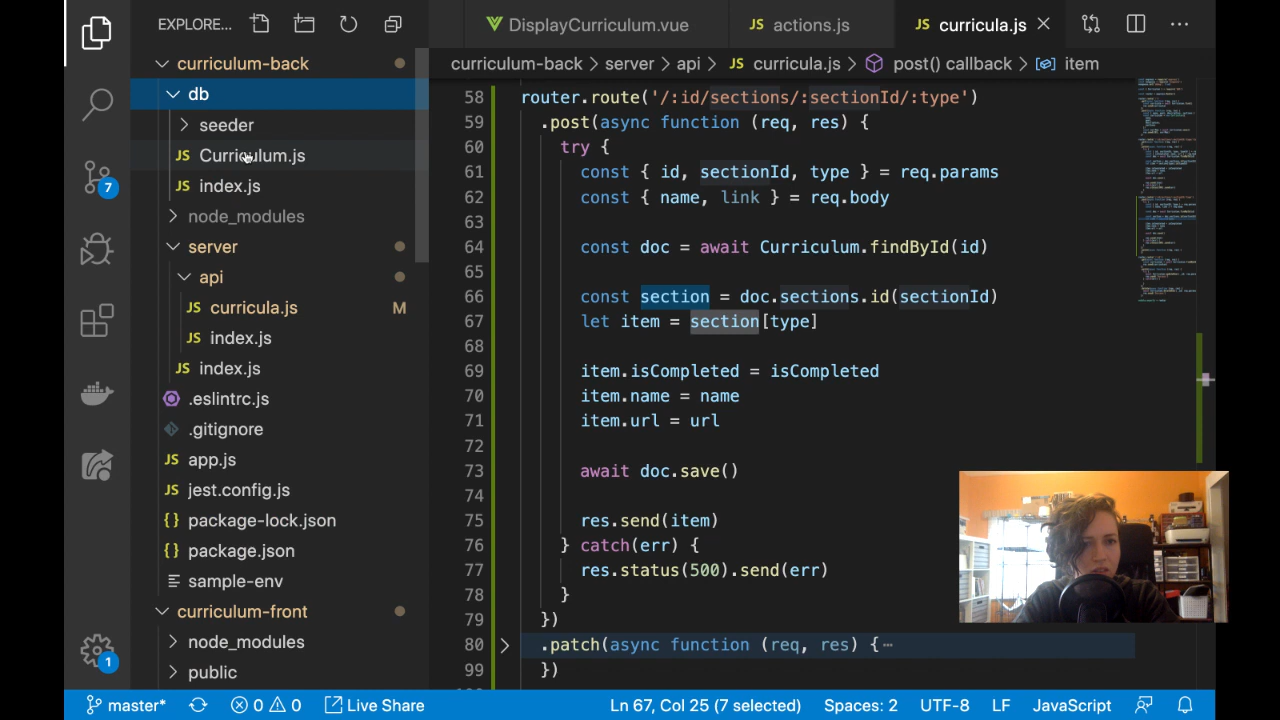 EXPLORE...
DisplayCurriculum.vue
JS actions.js
JS curricula.js
curriculum-back
db
seeder
JS Curriculum.js
JS index.js
node_modules
server
api
JS curricula.js M
JS index.js
JS index.js
.eslintrc.js
.gitignore
JS app.js
JS jest.config.js
{} package-lock.json
{} package.json
sample-env
curriculum-front
node_modules
public
7
1
curriculum-back > server > api > JS curricula.js > post() callback > item
58 router.route('/:id/sections/:sectionId/:type')
59 .post(async function (req, res) {
60 try {
61 const { id, sectionId, type } = req.params
62 const { name, link } = req.body
63
64 const doc = await Curriculum.findById(id)
65
66 const section = doc.sections.id(sectionId)
67 let item = section[type]
68
69 item.isCompleted = isCompleted
70 item.name = name
71 item.url = url
72
73 await doc.save()
74
75 res.send(item)
76 } catch(err) {
77 res.status(500).send(err)
78 }
79 })
80 .patch(async function (req, res) {⋯
99 })
master* 0 0 Live Share Ln 67, Col 25 (7 selected) Spaces: 2 UTF-8 LF JavaScript